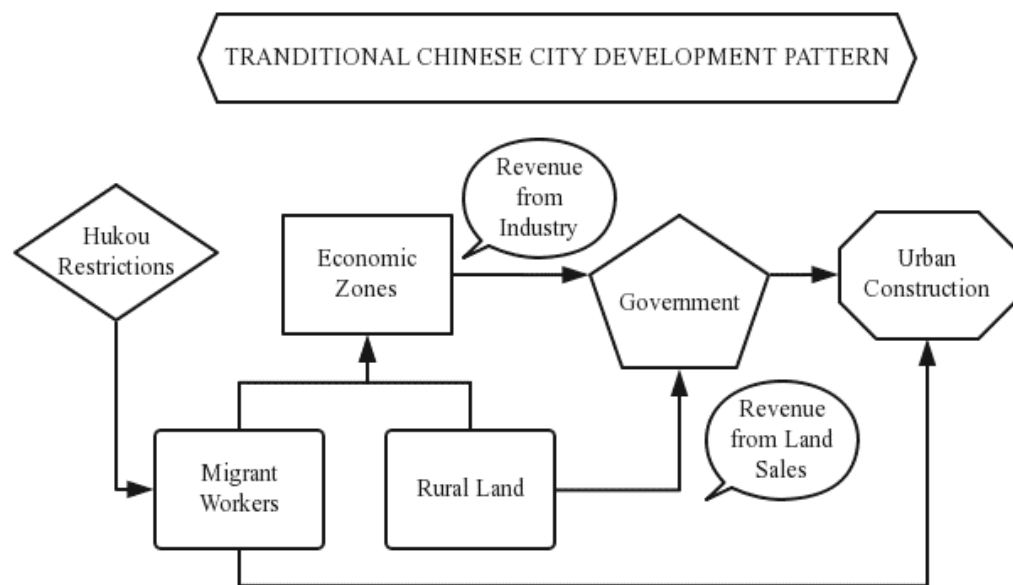 TRANDITIONAL CHINESE CITY DEVELOPMENT PATTERN
Hukou
Restrictions
Economic
Zones
Revenue
from
Industry
Government
Urban
Construction
Migrant
Workers
Rural Land
Revenue
from Land
Sales